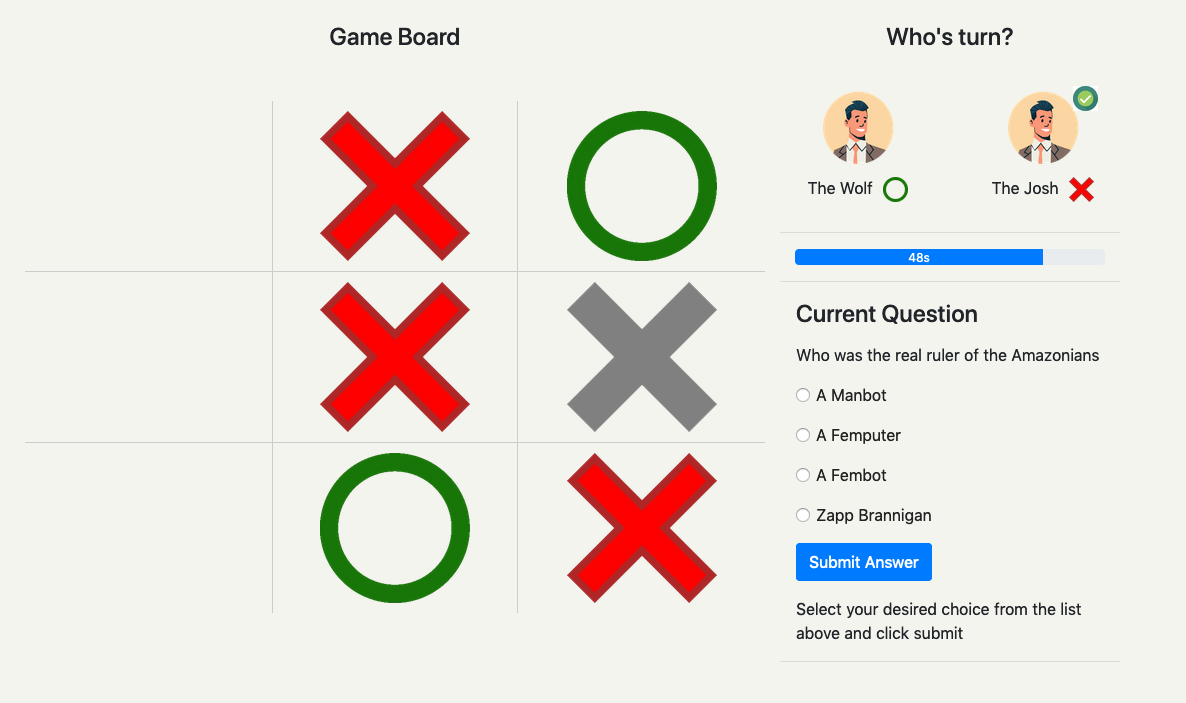 Game Board
Who's turn?
The Wolf
The Josh
48s
Current Question
Who was the real ruler of the Amazonians
A Manbot
A Femputer
A Fembot
Zapp Brannigan
Submit Answer
Select your desired choice from the list
above and click submit